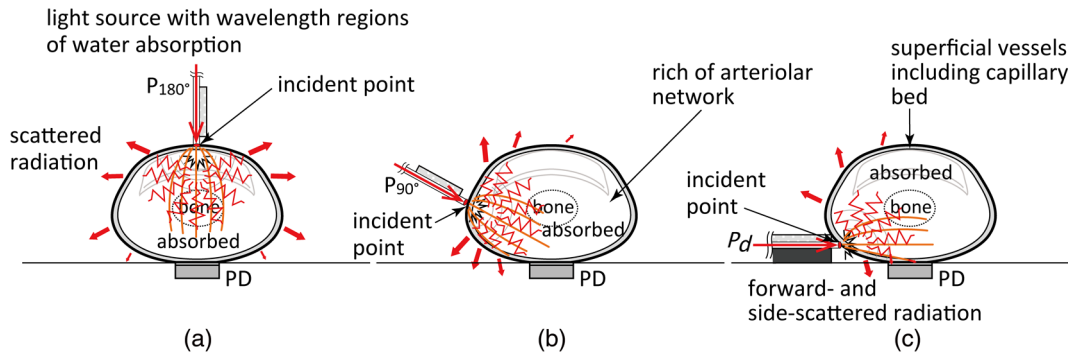 light source with wavelength regions
of water absorption
P180°
incident point
scattered
radiation
bone
absorbed
PD
(a)
P90°
incident
point
bone
absorbed
PD
(b)
rich of arteriolar
network
superficial vessels
including capillary
bed
incident
point
absorbed
bone
Pd
PD
forward- and
side-scattered radiation
(c)